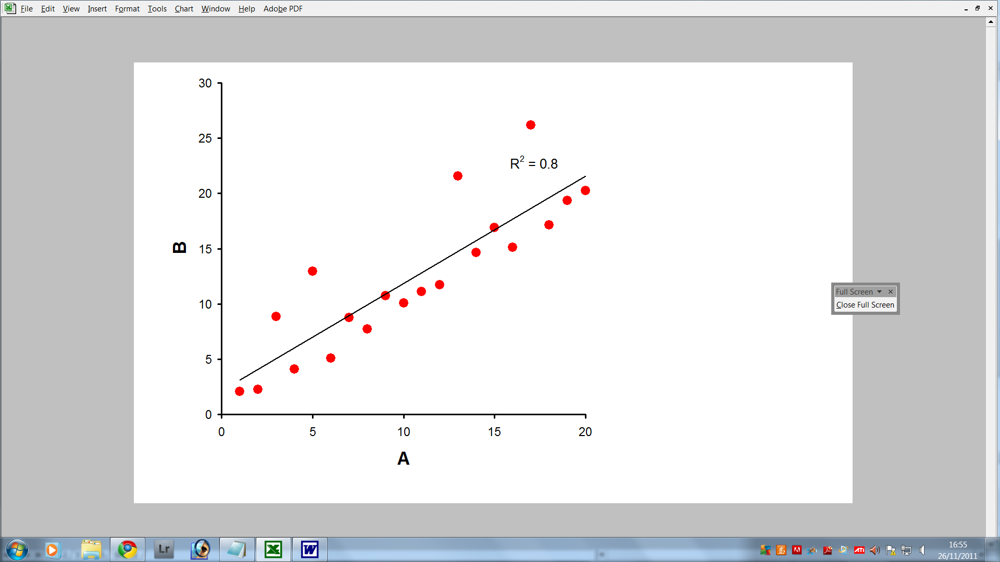 File Edit View Insert Format Tools Chart Window Help Adobe PDF
30
25
R² = 0.8
20
B
15
10
Full Screen
Close Full Screen
5
0
0 5 10 15 20
A
Lr
W
ATI
16:55
26/11/2011